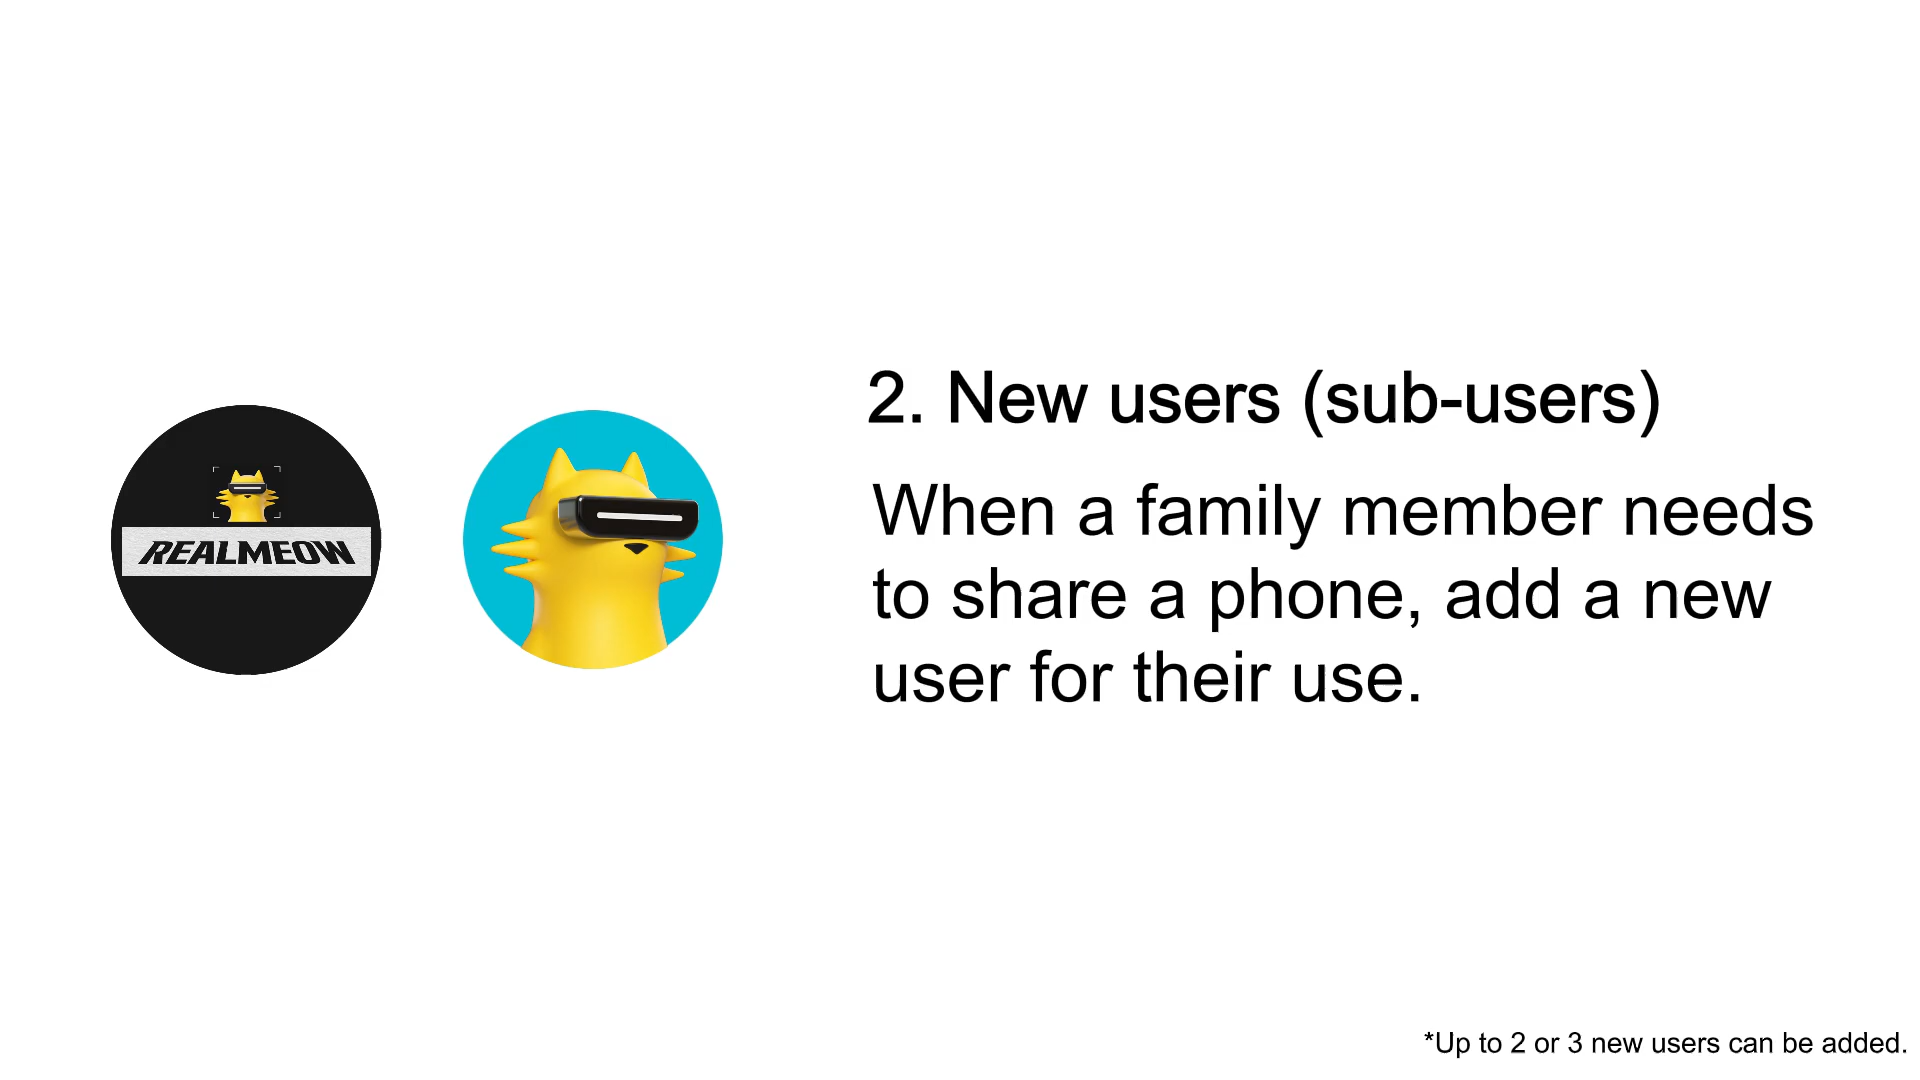 REALMEOW
2. New users (sub-users)
When a family member needs
to share a phone, add a new
user for their use.
*Up to 2 or 3 new users can be added.